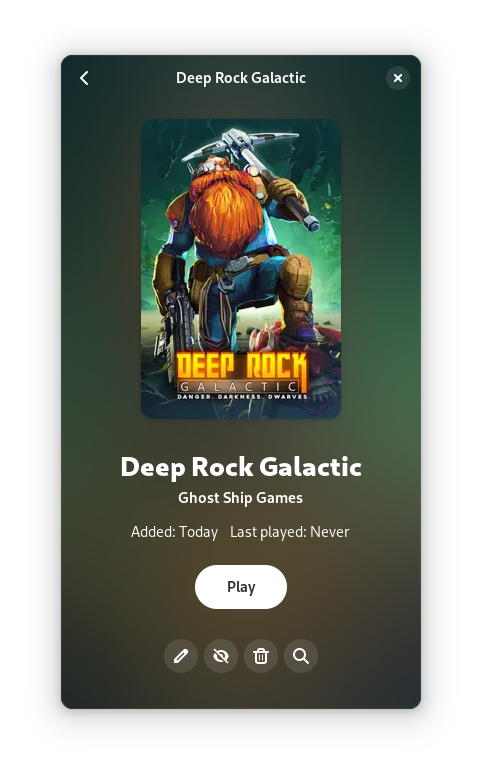 Deep Rock Galactic
DEEP ROCK
GALACTIC
DANGER. DARKNESS. DWARVES.
Deep Rock Galactic
Ghost Ship Games
Added: Today Last played: Never
Play